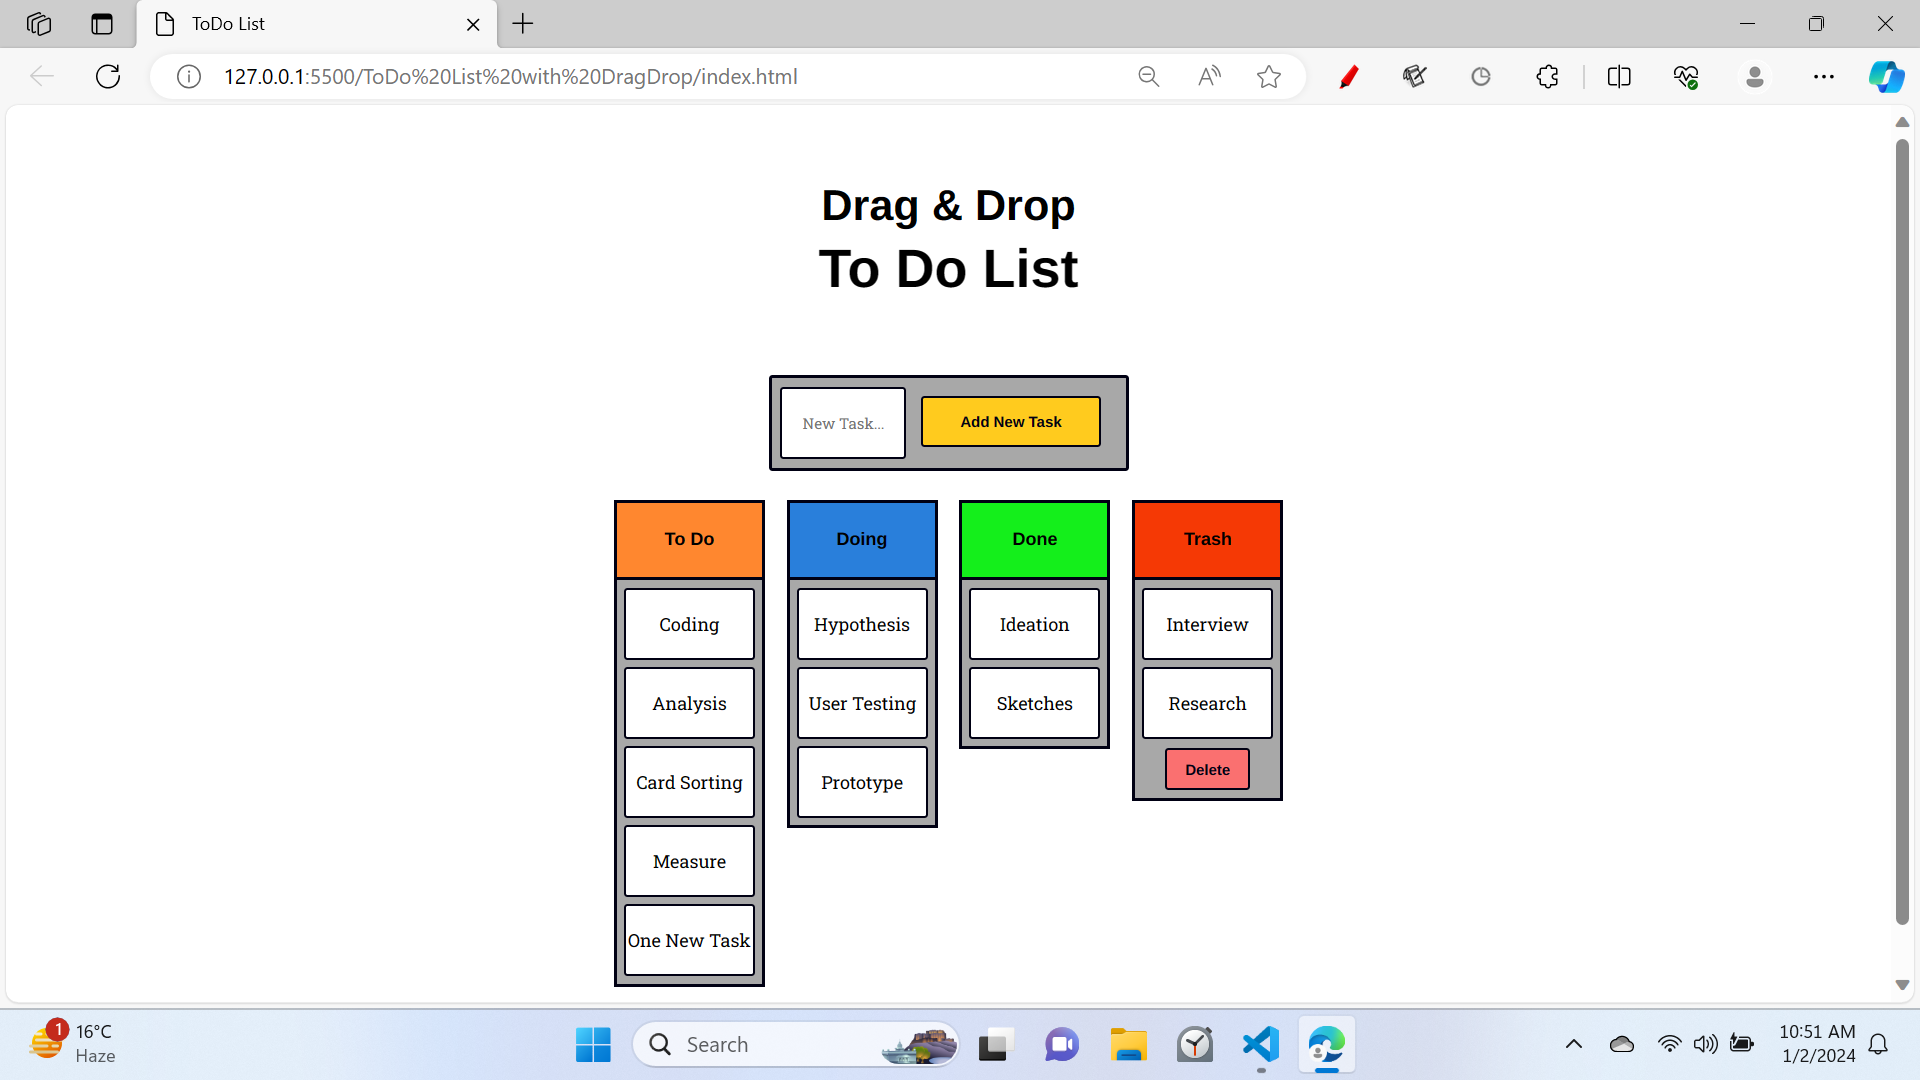 ToDo List
127.0.0.1:5500/ToDo%20List%20with%20DragDrop/index.html
Drag & Drop
To Do List
New Task...
Add New Task
To Do
Doing
Done
Trash
Coding
Hypothesis
Ideation
Interview
Analysis
User Testing
Sketches
Research
Card Sorting
Prototype
Delete
Measure
One New Task
1
16°C
Haze
Search
10:51 AM
1/2/2024